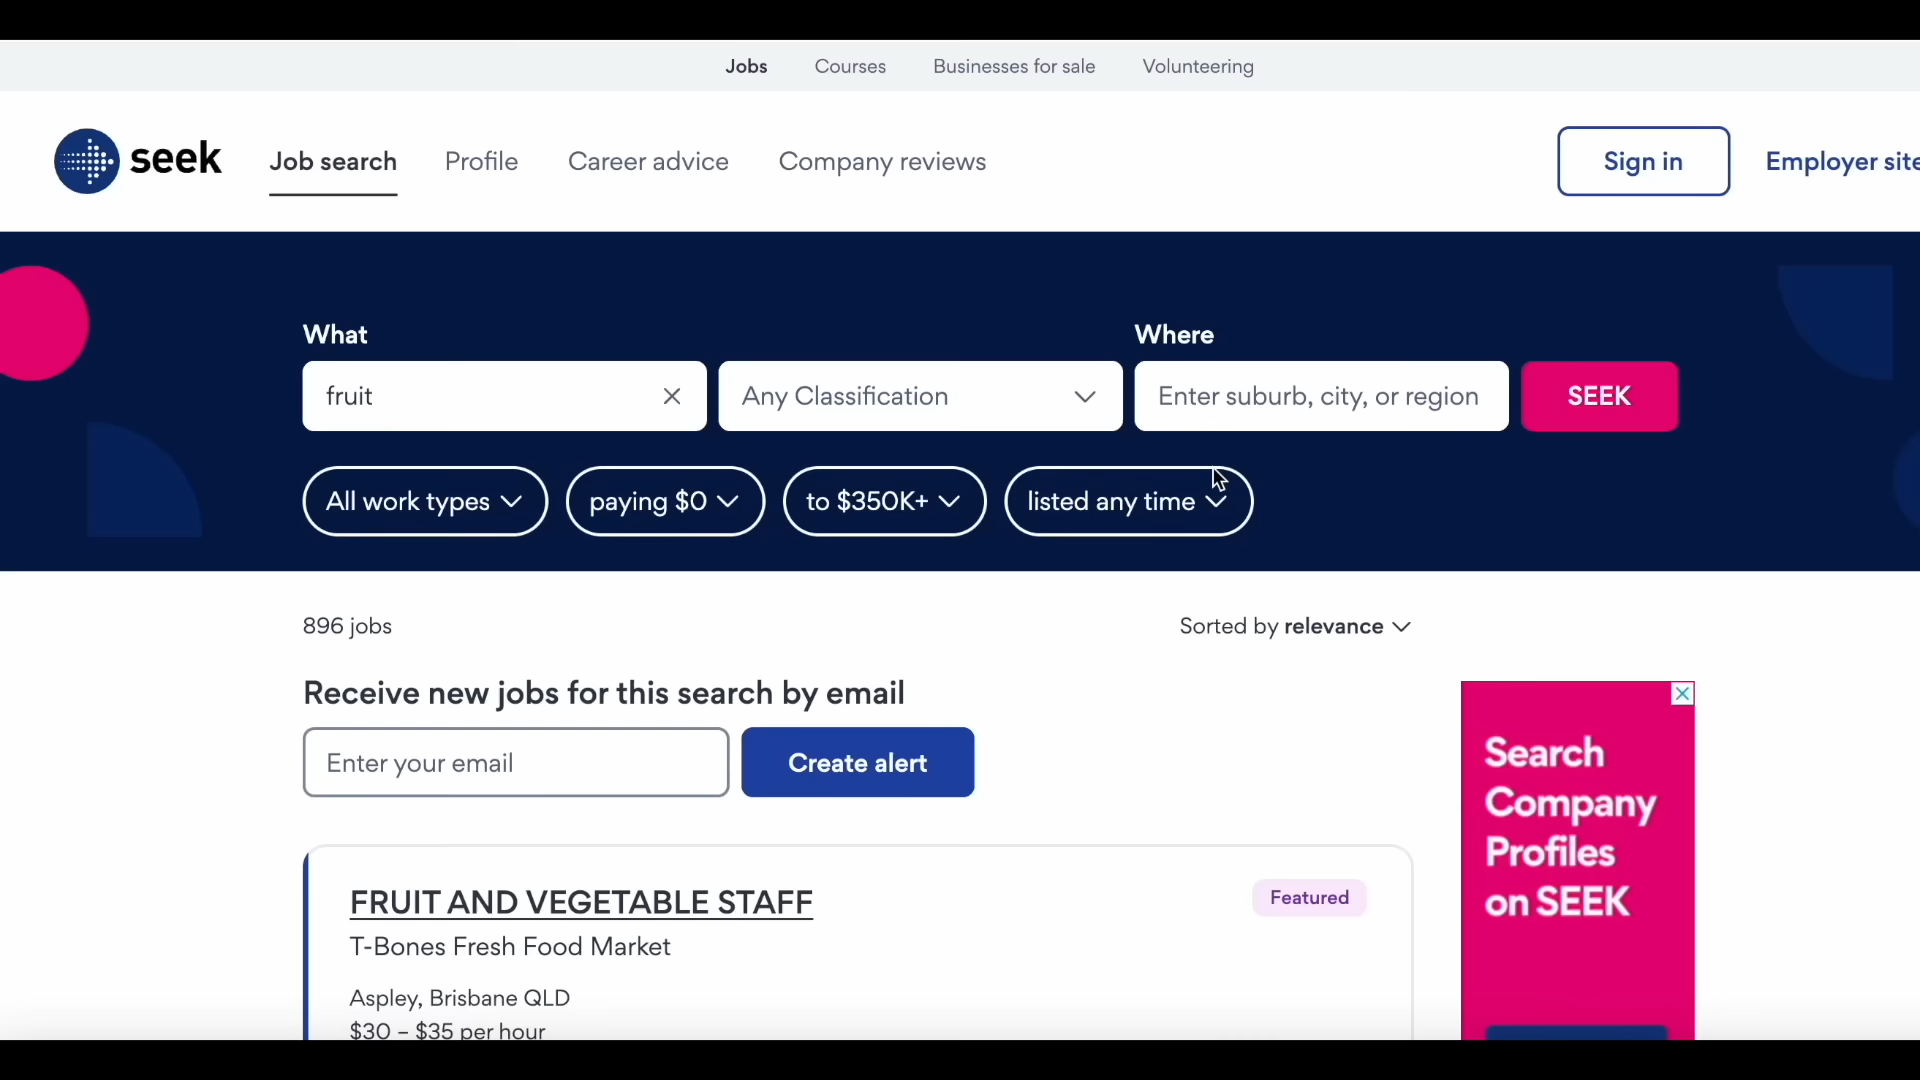 Jobs Courses Businesses for sale Volunteering
seek Job search Profile Career advice Company reviews Sign in Employer site
What Where
fruit Any Classification Enter suburb, city, or region SEEK
All work types paying $0 to $350K+ listed any time
896 jobs Sorted by relevance
Receive new jobs for this search by email
Enter your email Create alert
FRUIT AND VEGETABLE STAFF Featured
T-Bones Fresh Food Market
Aspley, Brisbane QLD
$30 – $35 per hour
Search
Company
Profiles
on SEEK